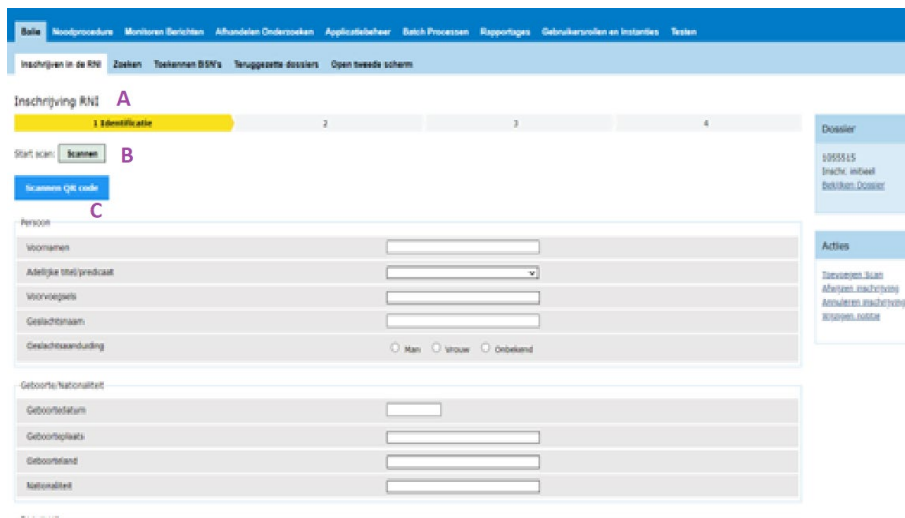 Balie Noodprocedure Monitoren Berichten Afhandelen Onderzoeken Applicatiebeheer Batch Processen Rapportages Gebruikersrollen en Instanties Testen
Inschrijven in de RNI Zoeken Toekennen BSN's Teruggezette dossiers Open tweede scherm
Inschrijving RNI A
1 Identificatie 2 3 4
Start scan: Scannen B
Scannen QR code
C
Persoon
Voornamen
Adellijke titel/predicaat
Voorvoegsels
Geslachtsnaam
Geslachtsaanduiding Man Vrouw Onbekend
Geboorte/Nationaliteit
Geboortedatum
Geboorteplaats
Geboorteland
Nationaliteit
Dossier
1055515
Inschr. initieel
Bekijken Dossier
Acties
Toevoegen Scan
Afwijzen inschrijving
Annuleren inschrijving
Wijzigen notitie